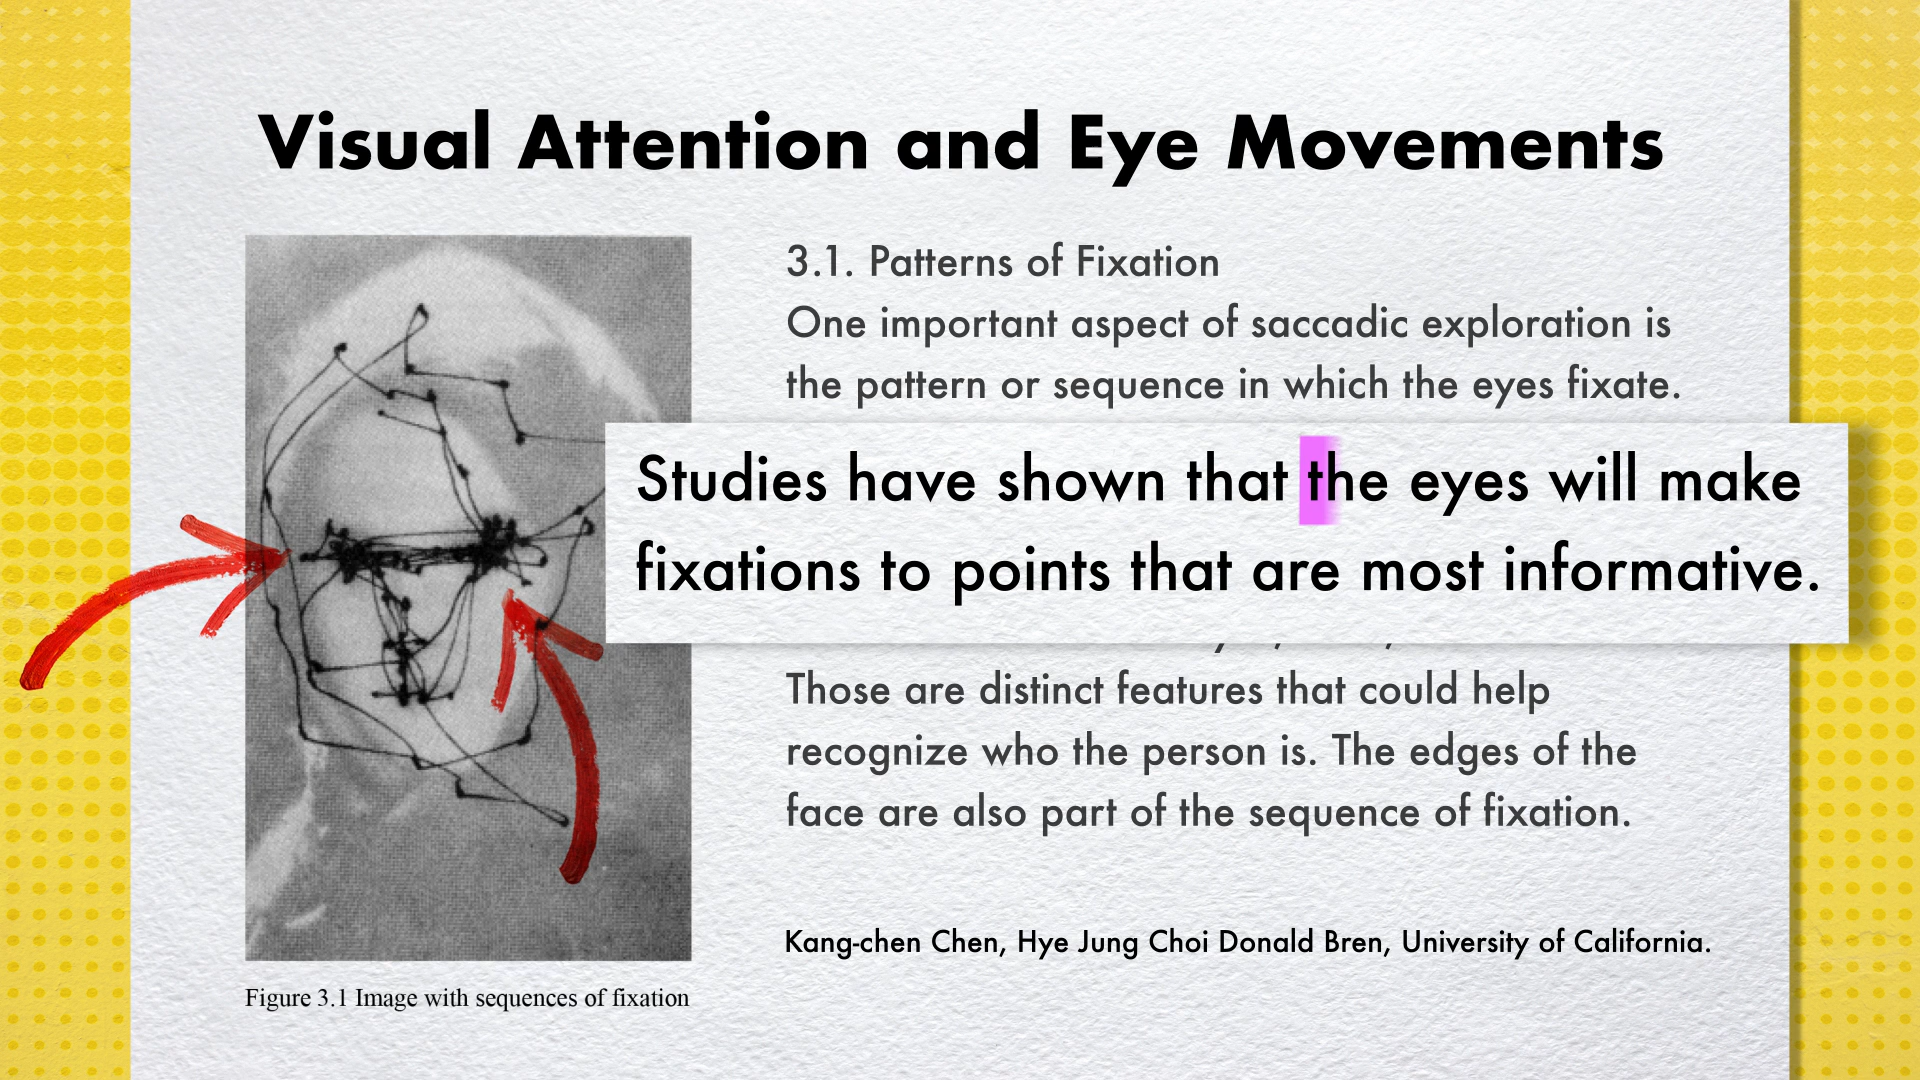 Visual Attention and Eye Movements
3.1. Patterns of Fixation
One important aspect of saccadic exploration is
the pattern or sequence in which the eyes fixate.
Studies have shown that the eyes will make
fixations to points that are most informative.
Those are distinct features that could help
recognize who the person is. The edges of the
face are also part of the sequence of fixation.
Kang-chen Chen, Hye Jung Choi Donald Bren, University of California.
Figure 3.1 Image with sequences of fixation